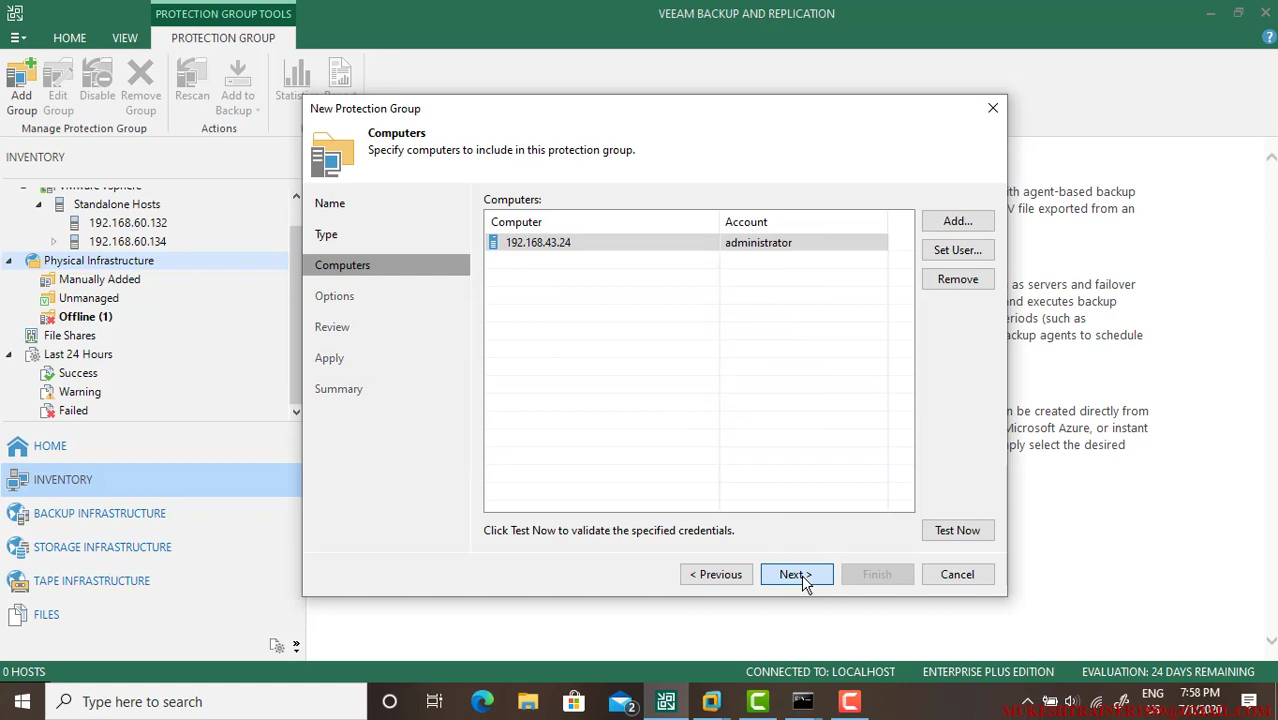 PROTECTION GROUP TOOLS
VEEAM BACKUP AND REPLICATION
HOME
VIEW
PROTECTION GROUP
Add
Group
Edit
Group
Disable
Remove
Group
Rescan
Add to
Backup
Manage Protection Group
Actions
INVENTORY
Standalone Hosts
192.168.60.132
192.168.60.134
Physical Infrastructure
Manually Added
Unmanaged
Offline (1)
File Shares
Last 24 Hours
Success
Warning
Failed
HOME
INVENTORY
BACKUP INFRASTRUCTURE
STORAGE INFRASTRUCTURE
TAPE INFRASTRUCTURE
FILES
New Protection Group
Computers
Specify computers to include in this protection group.
Name
Type
Computers
Options
Review
Apply
Summary
Computers:
Computer
Account
192.168.43.24
administrator
Add...
Set User...
Remove
Click Test Now to validate the specified credentials.
Test Now
< Previous
Next >
Finish
Cancel
agent-based backup
file exported from an
as servers and failover
and executes backup
(such as
agents to schedule
be created directly from
Microsoft Azure, or instant
select the desired
0 HOSTS
CONNECTED TO: LOCALHOST
ENTERPRISE PLUS EDITION
EVALUATION: 24 DAYS REMAINING
Type here to search
2
ENG
US
7:58 PM
7/1/2020